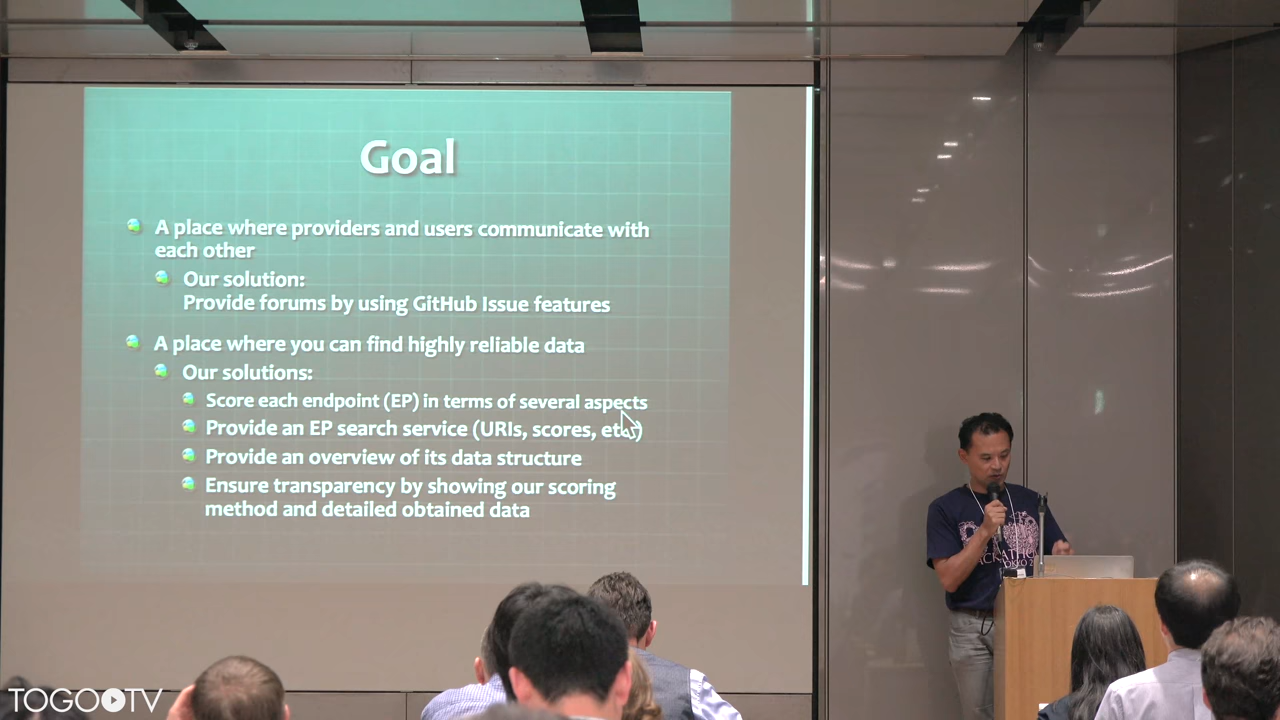 Goal
A place where providers and users communicate with
each other
Our solution:
Provide forums by using GitHub Issue features
A place where you can find highly reliable data
Our solutions:
Score each endpoint (EP) in terms of several aspects
Provide an EP search service (URIs, scores, etc.)
Provide an overview of its data structure
Ensure transparency by showing our scoring
method and detailed obtained data
TOGOTV